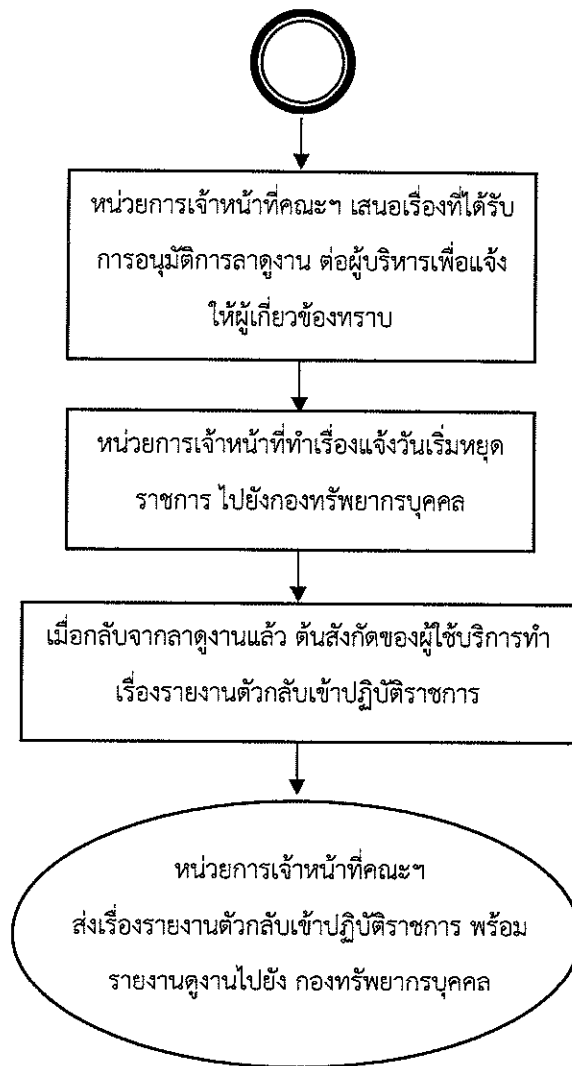 หน่วยการเจ้าหน้าที่คณะฯ เสนอเรื่องที่ได้รับ
การอนุมัติการลาดูงาน ต่อผู้บริหารเพื่อแจ้ง
ให้ผู้เกี่ยวข้องทราบ
หน่วยการเจ้าหน้าที่ทำเรื่องแจ้งวันเริ่มหยุด
ราชการ ไปยังกองทรัพยากรบุคคล
เมื่อกลับจากลาดูงานแล้ว ต้นสังกัดของผู้ใช้บริการทำ
เรื่องรายงานตัวกลับเข้าปฏิบัติราชการ
หน่วยการเจ้าหน้าที่คณะฯ
ส่งเรื่องรายงานตัวกลับเข้าปฏิบัติราชการ พร้อม
รายงานดูงานไปยัง กองทรัพยากรบุคคล